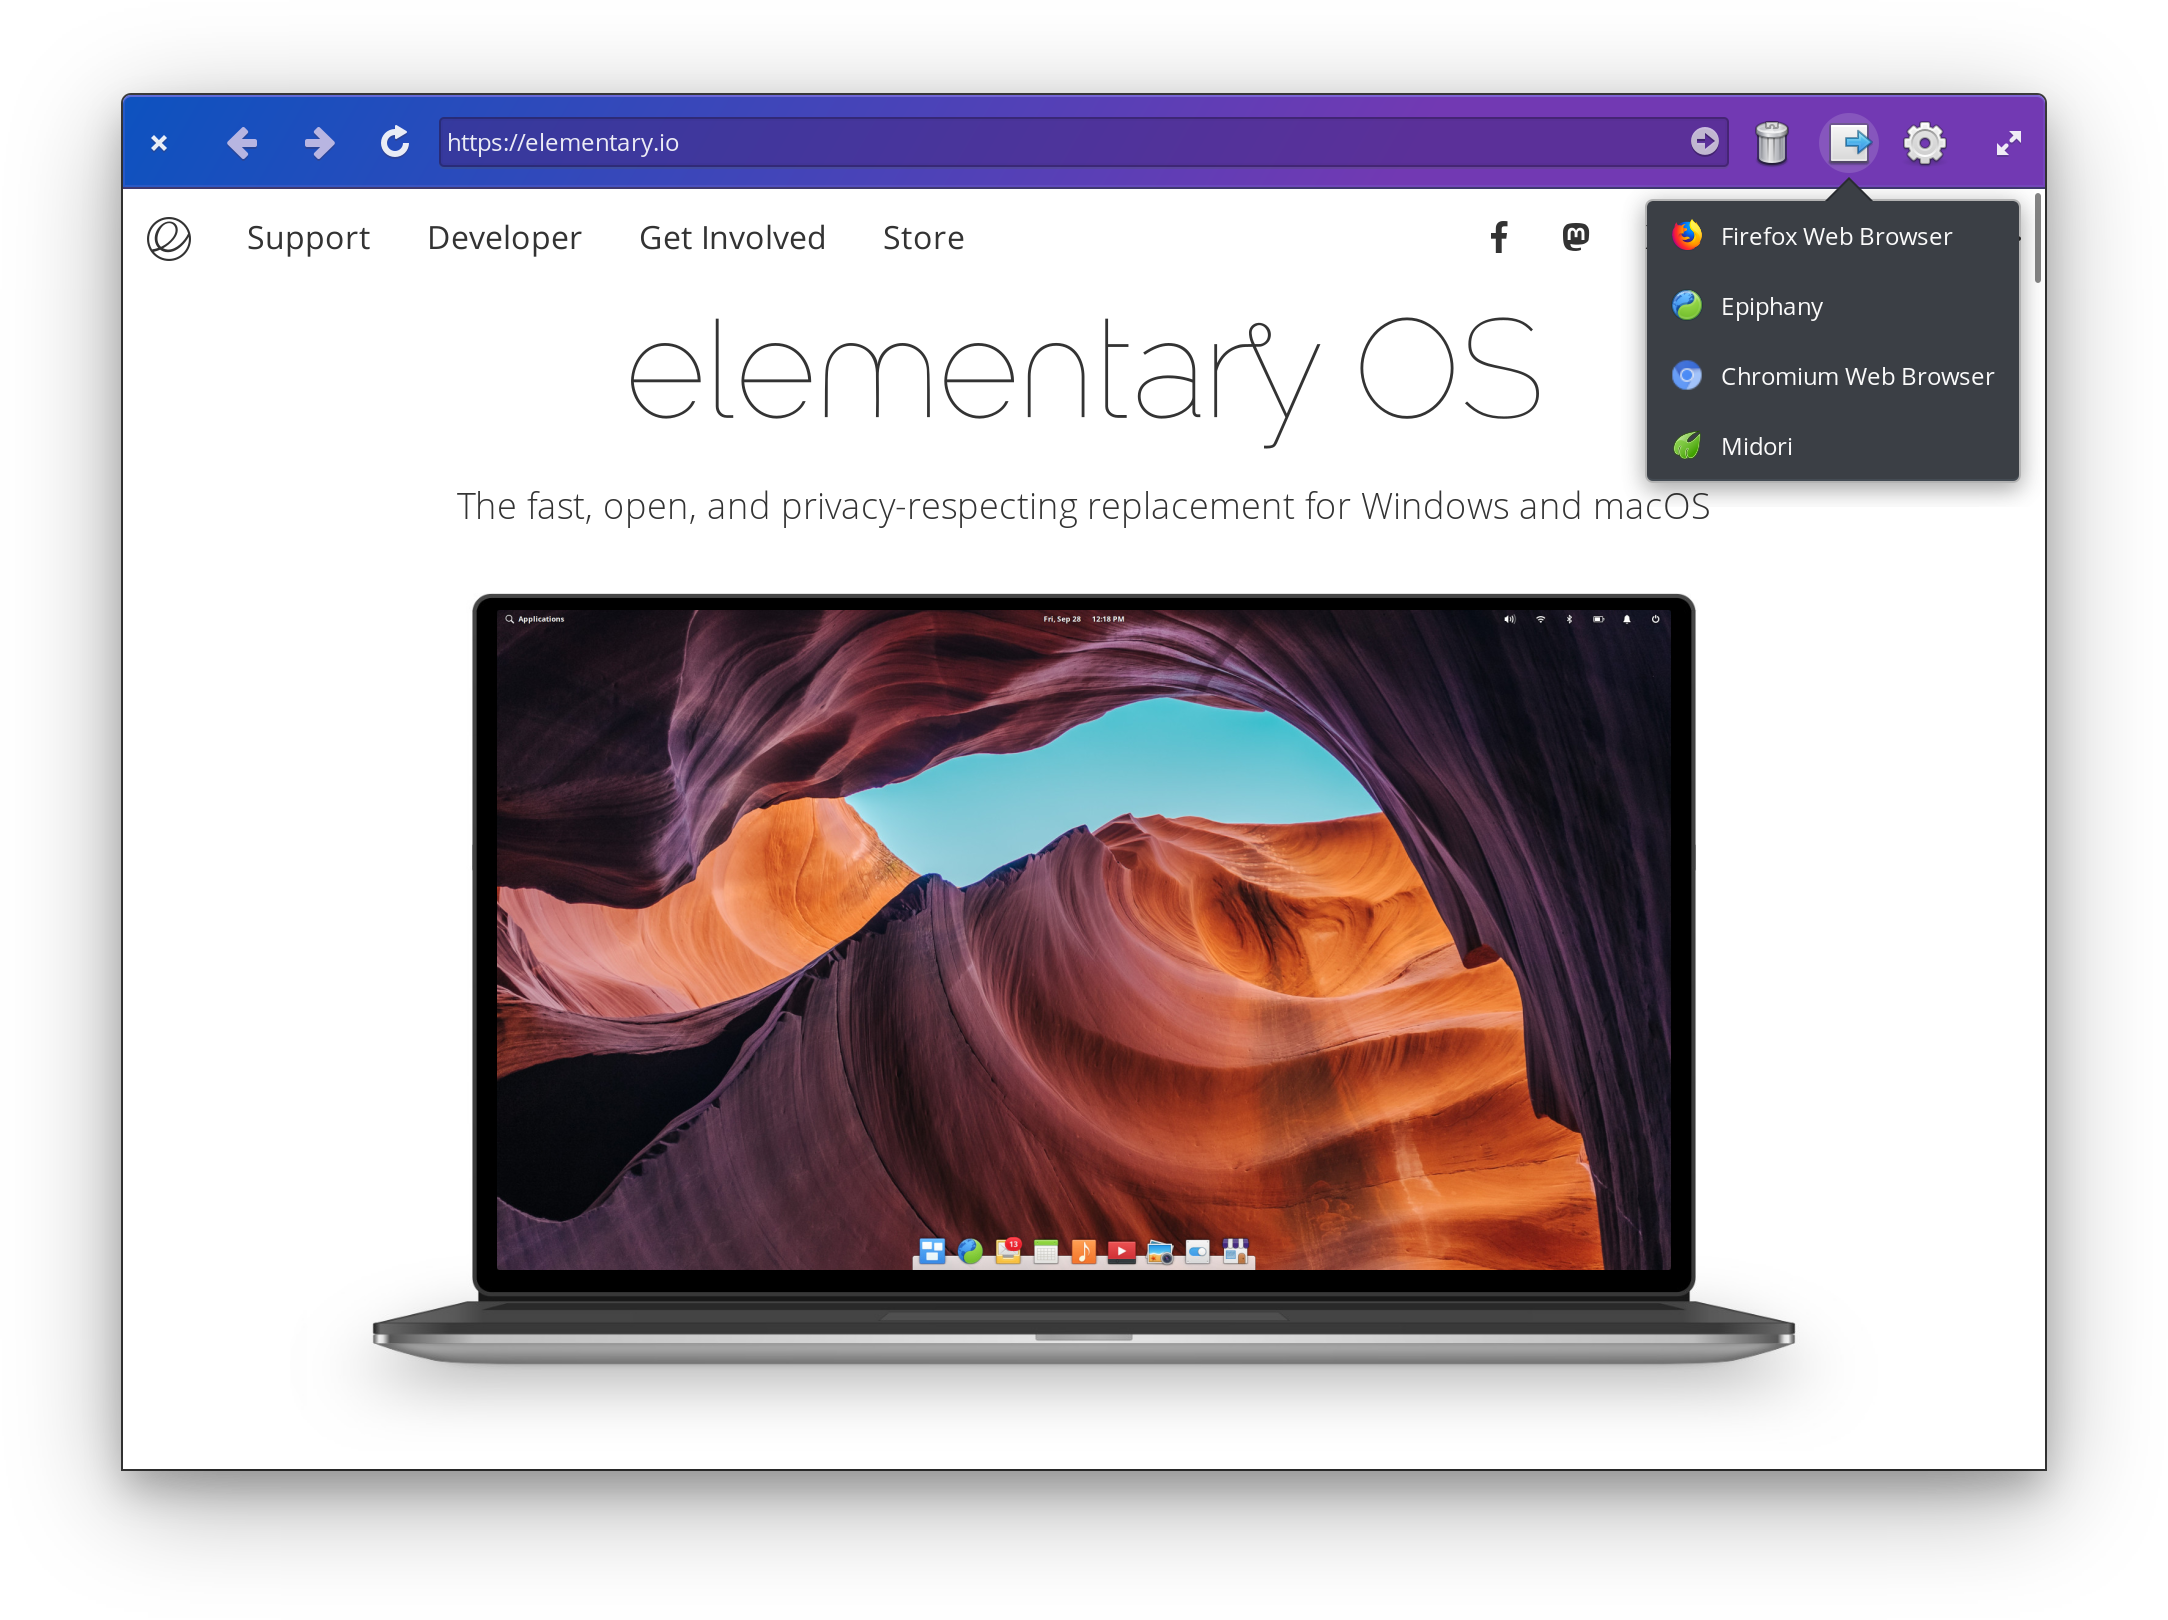 https://elementary.io
Support Developer Get Involved Store
Firefox Web Browser
Epiphany
Chromium Web Browser
Midori
elementary OS
The fast, open, and privacy-respecting replacement for Windows and macOS
Applications Fri, Sep 28 12:18 PM
13